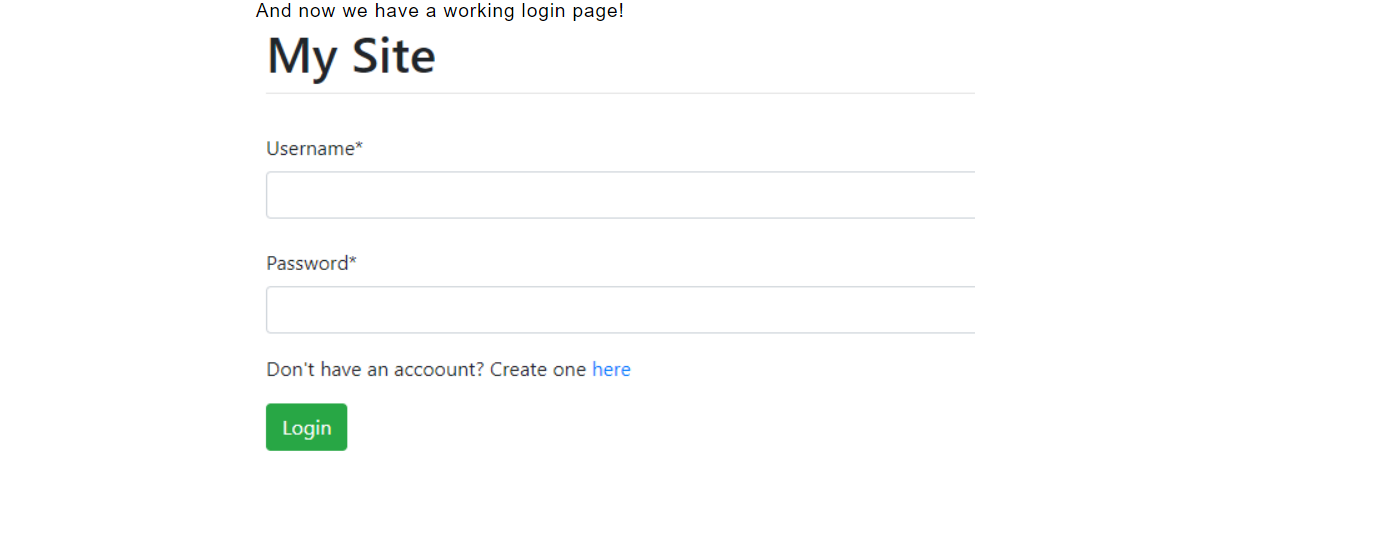 And now we have a working login page!
My Site
Username*
Password*
Don't have an accoount? Create one here
Login